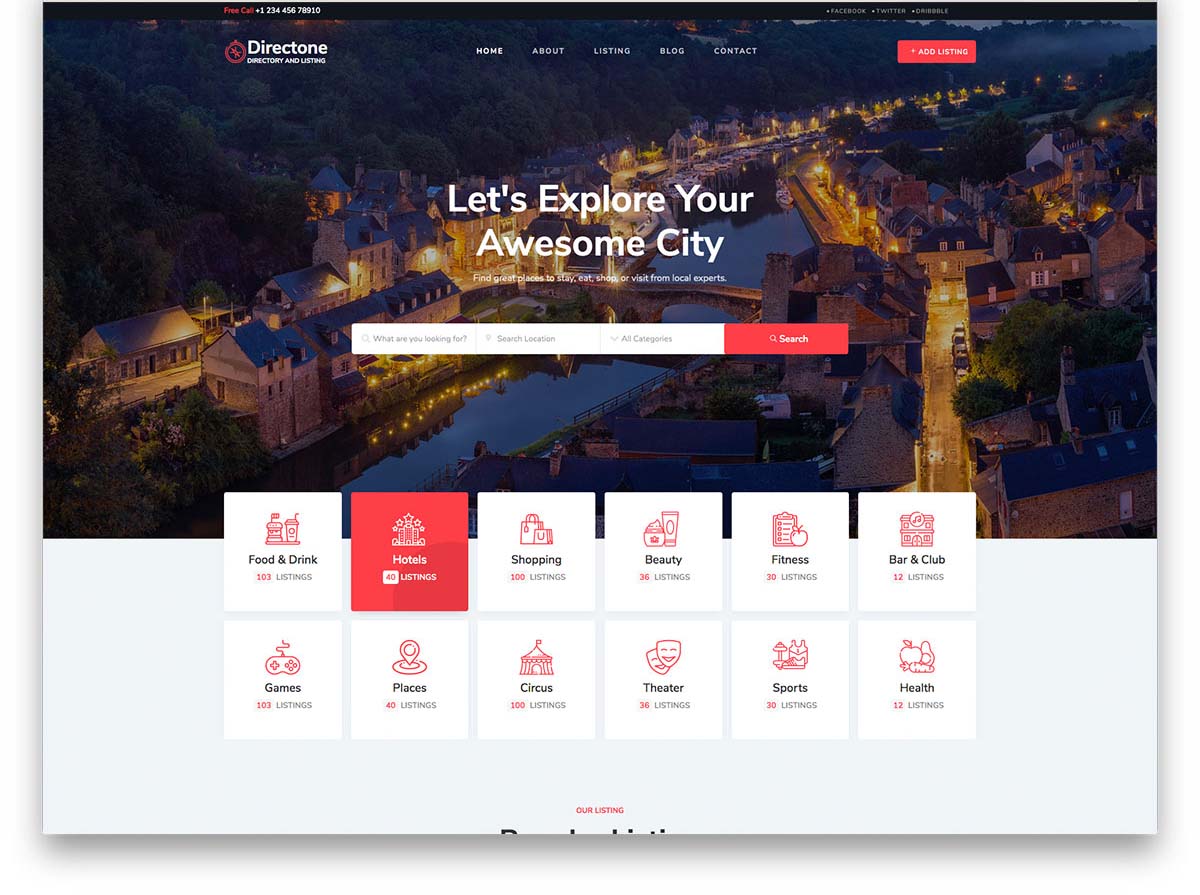 Free Call +1 234 456 78910
FACEBOOK TWITTER DRIBBBLE
Directone
DIRECTORY AND LISTING
HOME ABOUT LISTING BLOG CONTACT
+ ADD LISTING
Let's Explore Your
Awesome City
Find great places to stay, eat, shop, or visit from local experts.
What are you looking for? Search Location All Categories Search
Food & Drink Hotels Shopping Beauty Fitness Bar & Club
103 LISTINGS 40 LISTINGS 100 LISTINGS 36 LISTINGS 30 LISTINGS 12 LISTINGS
Games Places Circus Theater Sports Health
103 LISTINGS 40 LISTINGS 100 LISTINGS 36 LISTINGS 30 LISTINGS 12 LISTINGS
OUR LISTING